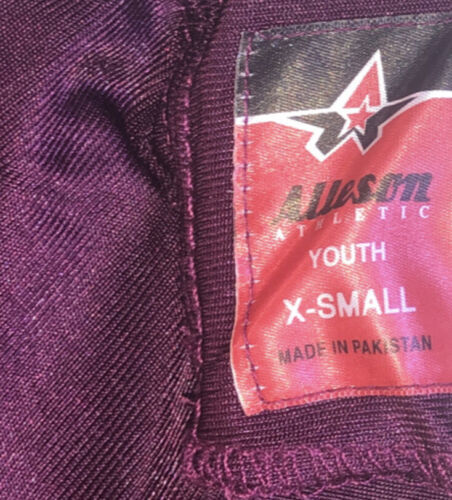 Alleson
ATHLETIC
YOUTH
X-SMALL
MADE IN PAKISTAN